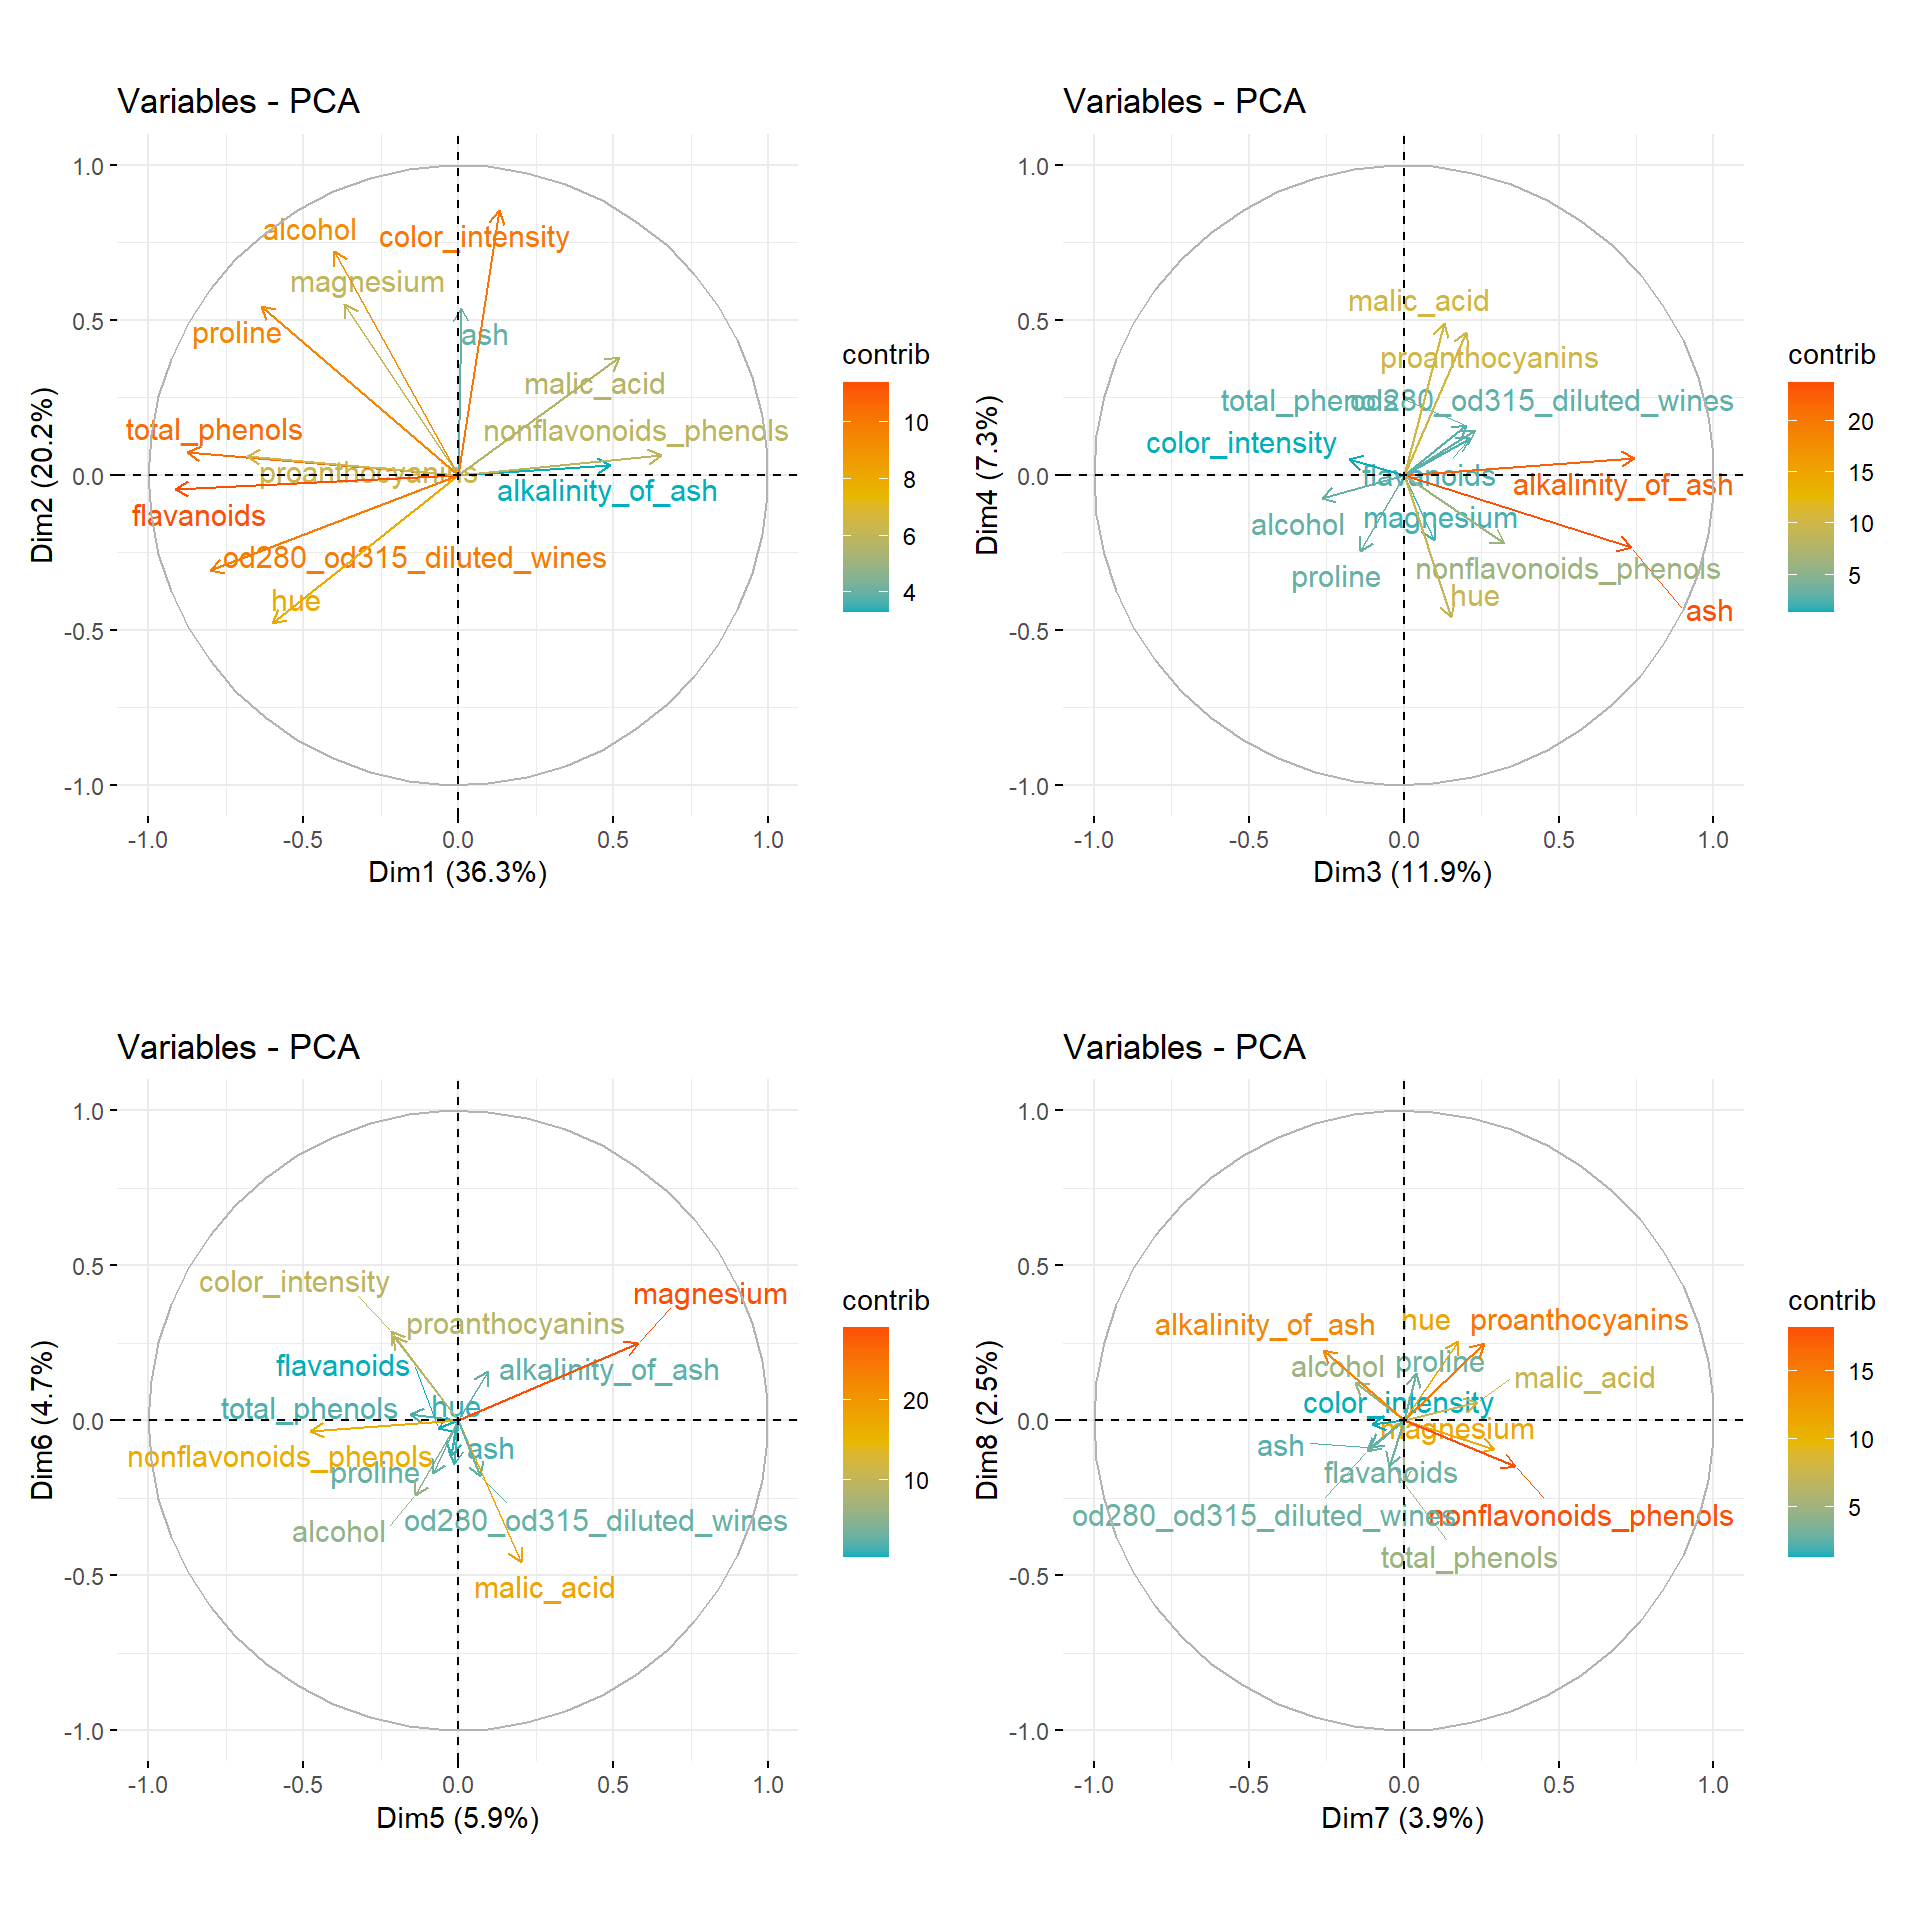 Variables - PCA
1.0
0.5
0.0
-0.5
-1.0
Dim2 (20.2%)
alcohol
color_intensity
magnesium
proline
ash
malic_acid
total_phenols
nonflavonoids_phenols
proanthocyanins
alkalinity_of_ash
flavanoids
od280_od315_diluted_wines
hue
-1.0 -0.5 0.0 0.5 1.0
Dim1 (36.3%)
contrib
10
8
6
4
Variables - PCA
1.0
0.5
0.0
-0.5
-1.0
Dim4 (7.3%)
malic_acid
proanthocyanins
total_phenols
od280_od315_diluted_wines
color_intensity
flavanoids
alkalinity_of_ash
alcohol
magnesium
proline
nonflavonoids_phenols
hue
ash
-1.0 -0.5 0.0 0.5 1.0
Dim3 (11.9%)
contrib
20
15
10
5
Variables - PCA
1.0
0.5
0.0
-0.5
-1.0
Dim6 (4.7%)
color_intensity
magnesium
proanthocyanins
flavanoids
alkalinity_of_ash
total_phenols
hue
nonflavonoids_phenols
ash
proline
alcohol
od280_od315_diluted_wines
malic_acid
-1.0 -0.5 0.0 0.5 1.0
Dim5 (5.9%)
contrib
20
10
Variables - PCA
1.0
0.5
0.0
-0.5
-1.0
Dim8 (2.5%)
alkalinity_of_ash
hue
proanthocyanins
alcohol
proline
malic_acid
color_intensity
magnesium
ash
flavanoids
od280_od315_diluted_wines
nonflavonoids_phenols
total_phenols
-1.0 -0.5 0.0 0.5 1.0
Dim7 (3.9%)
contrib
15
10
5